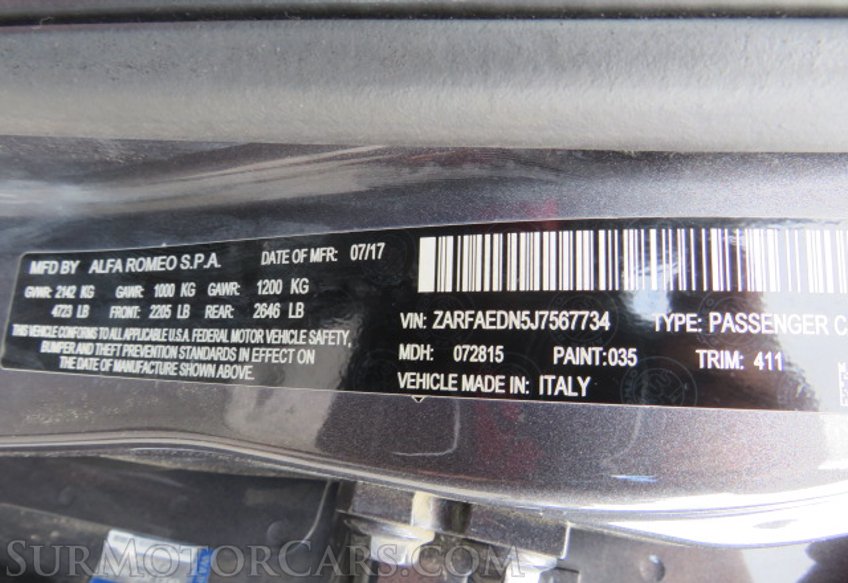 MFD BY ALFA ROMEO S.P.A. DATE OF MFR: 07/17
GVWR: 2142 KG GAWR: 1000 KG GAWR: 1200 KG
4723 LB FRONT: 2205 LB REAR: 2646 LB
THIS CONFORMS TO ALL APPLICABLE U.S.A. FEDERAL MOTOR VEHICLE SAFETY,
BUMPER AND THEFT PREVENTION STANDARDS IN EFFECT ON
THE DATE OF MANUFACTURE SHOWN ABOVE.
VIN: ZARFAEDN5J7567734 TYPE: PASSENGER C
MDH: 072815 PAINT:035 TRIM: 411
VEHICLE MADE IN: ITALY
SURMOTORCARS.COM